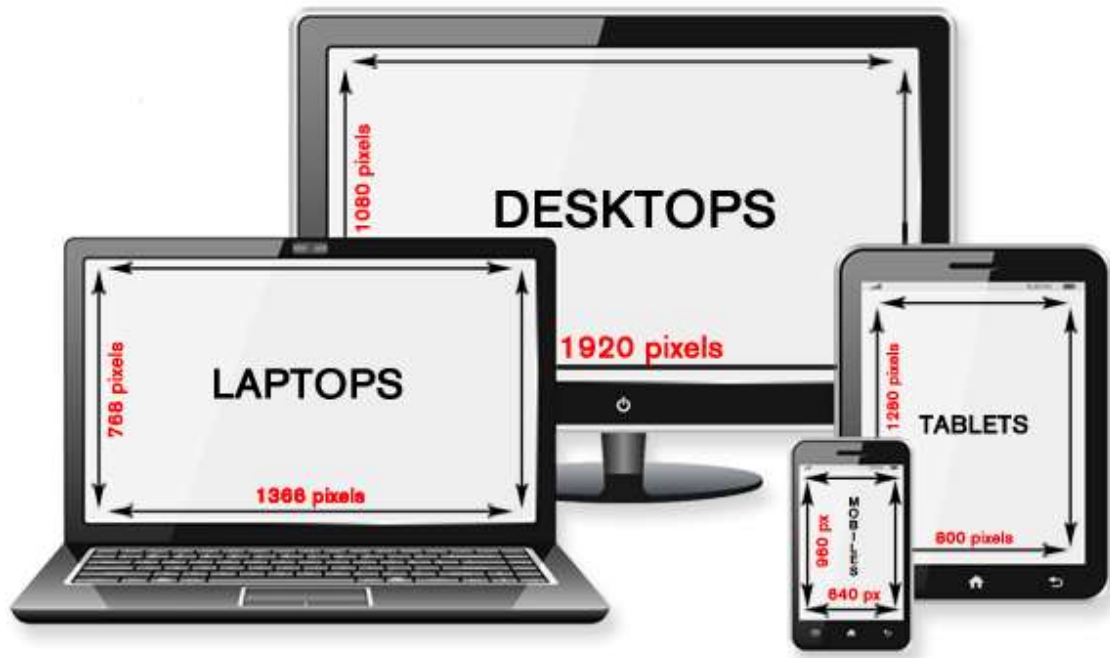 1080 pixels
DESKTOPS
1920 pixels
768 pixels
LAPTOPS
1366 pixels
1280 pixels
TABLETS
800 pixels
960 px
MOBILES
640 px